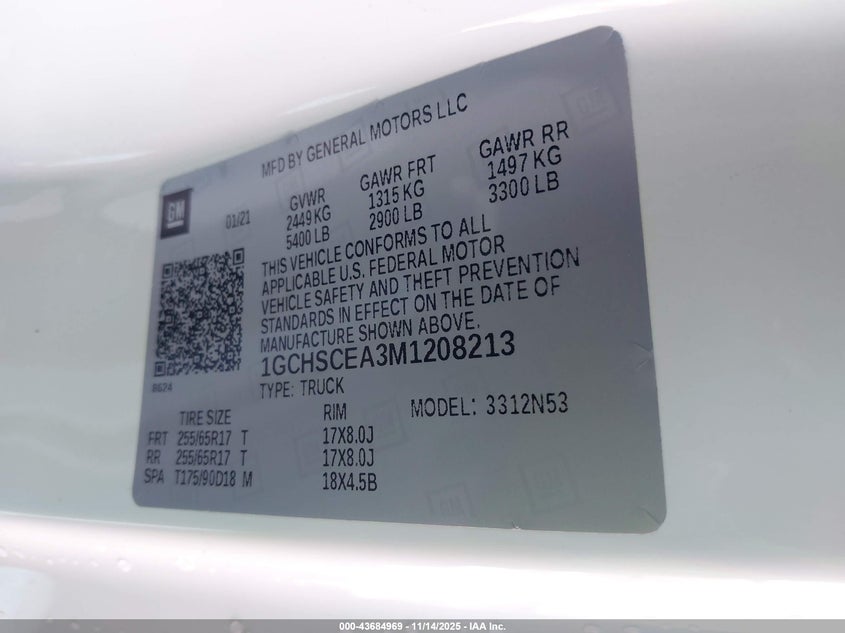 MFD BY GENERAL MOTORS LLC
GM
01/21
GVWR
2449 KG
5400 LB
GAWR FRT
1315 KG
2900 LB
GAWR RR
1497 KG
3300 LB
THIS VEHICLE CONFORMS TO ALL
APPLICABLE U.S. FEDERAL MOTOR
VEHICLE SAFETY AND THEFT PREVENTION
STANDARDS IN EFFECT ON THE DATE OF
MANUFACTURE SHOWN ABOVE.
8624
1GCHSCEA3M1208213
TYPE: TRUCK
MODEL: 3312N53
TIRE SIZE RIM
FRT 255/65R17 T 17X8.0J
RR 255/65R17 T 17X8.0J
SPA T175/90D18 M 18X4.5B
000-43684969 - 11/14/2025 - IAA Inc.